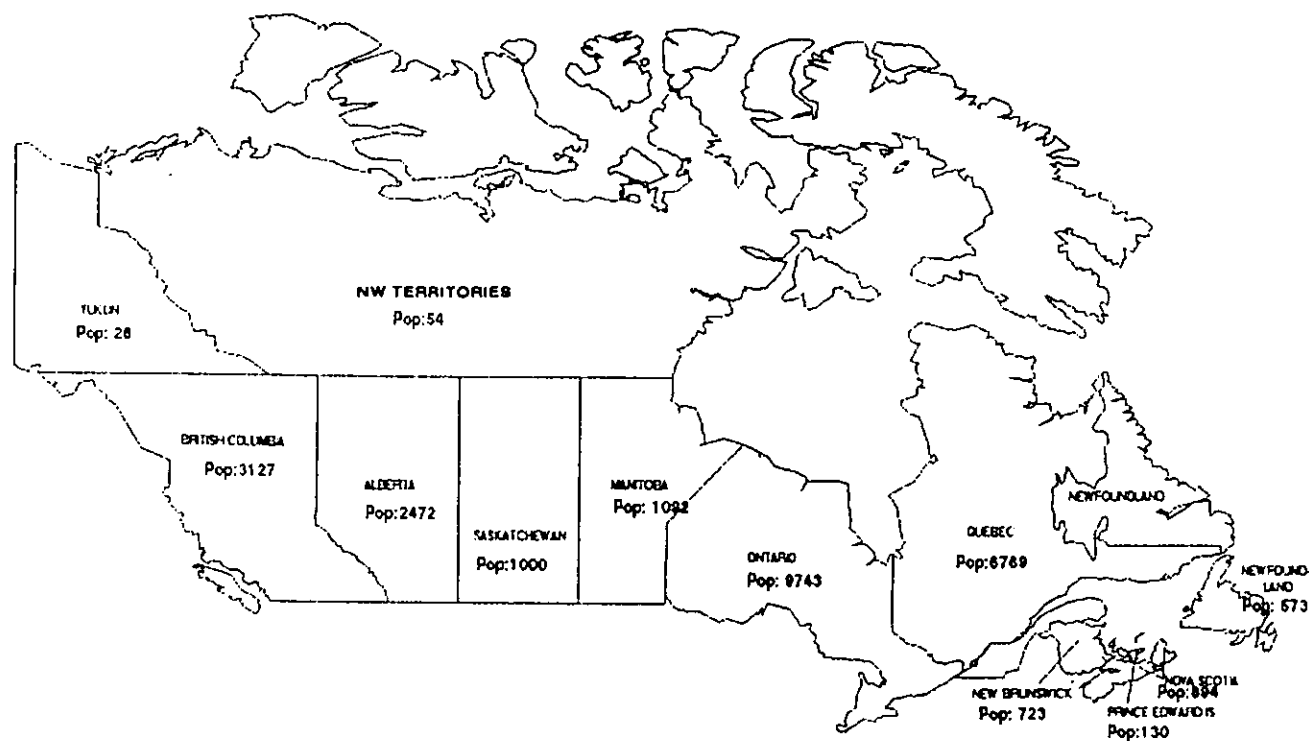 NW TERRITORIES
Pop:54
YUKON
Pop: 28
BRITISH COLUMBIA
Pop:3127
ALBERTA
Pop:2472
SASKATCHEWAN
Pop:1000
MANITOBA
Pop: 1092
ONTARIO
Pop: 9743
QUEBEC
Pop:6769
NEWFOUNDLAND
NEWFOUND-
LAND
Pop: 573
NEW BRUNSWICK
Pop: 723
NOVA SCOTIA
Pop:894
PRINCE EDWARD IS
Pop:130